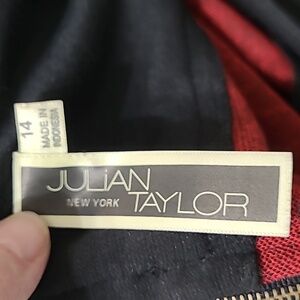 14
MADE IN
INDONESIA
JULiAN
NEW YORK TAYLOR